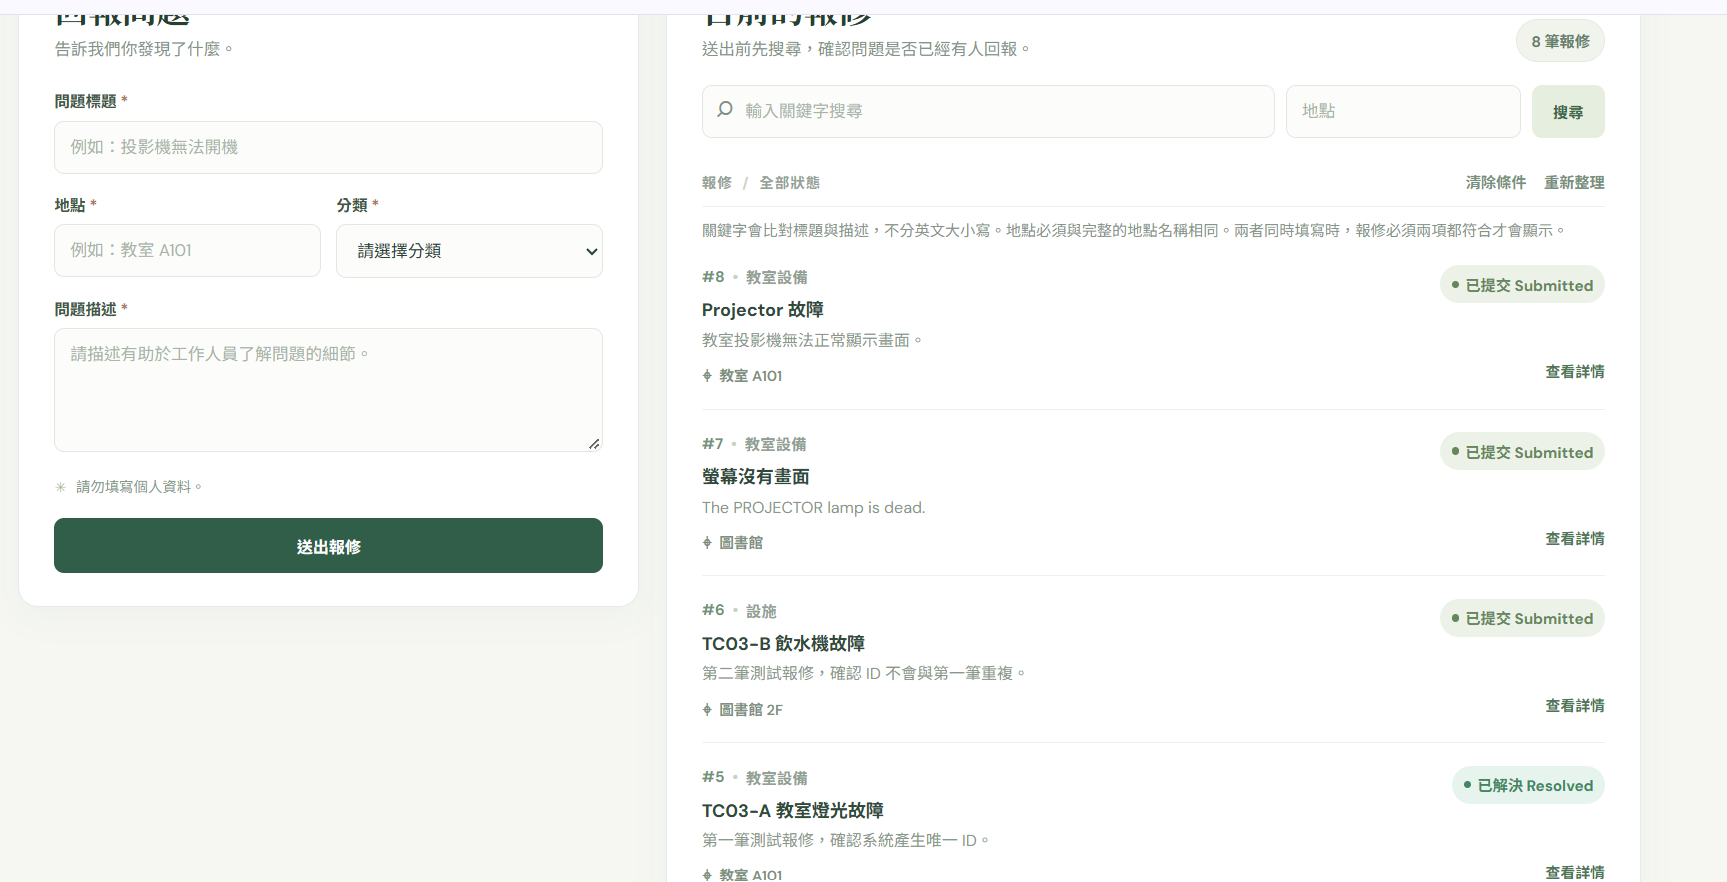 回報問題
告訴我們你發現了什麼。
問題標題 *
例如：投影機無法開機
地點 *
分類 *
例如：教室 A101
請選擇分類
問題描述 *
請描述有助於工作人員了解問題的細節。
請勿填寫個人資料。
送出報修
目前的報修
送出前先搜尋，確認問題是否已經有人回報。
8 筆報修
輸入關鍵字搜尋
地點
搜尋
報修 / 全部狀態
清除條件
重新整理
關鍵字會比對標題與描述，不分英文大小寫。地點必須與完整的地點名稱相同。兩者同時填寫時，報修必須兩項都符合才會顯示。
#8 • 教室設備
已提交 Submitted
Projector 故障
教室投影機無法正常顯示畫面。
教室 A101
查看詳情
#7 • 教室設備
已提交 Submitted
螢幕沒有畫面
The PROJECTOR lamp is dead.
圖書館
查看詳情
#6 • 設施
已提交 Submitted
TC03-B 飲水機故障
第二筆測試報修，確認 ID 不會與第一筆重複。
圖書館 2F
查看詳情
#5 • 教室設備
已解決 Resolved
TC03-A 教室燈光故障
第一筆測試報修，確認系統產生唯一 ID。
教室 A101
查看詳情